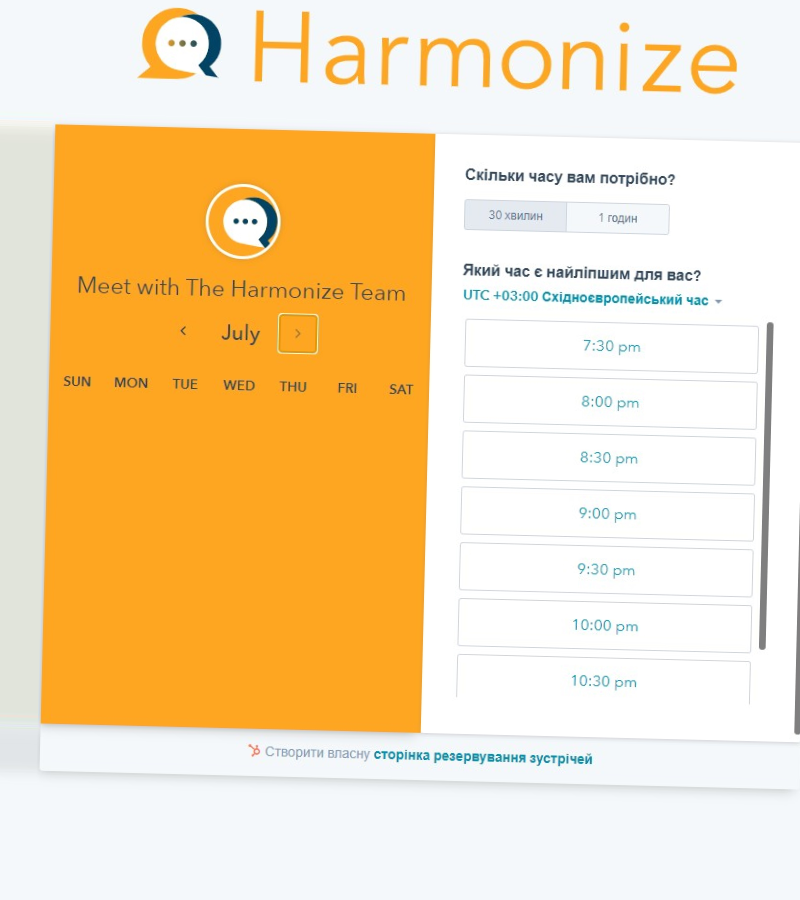 Harmonize
Meet with The Harmonize Team
July
SUN MON TUE WED THU FRI SAT
Скільки часу вам потрібно?
30 хвилин 1 годин
Який час є найліпшим для вас?
UTC +03:00 Східноєвропейський час
7:30 pm
8:00 pm
8:30 pm
9:00 pm
9:30 pm
10:00 pm
10:30 pm
Створити власну сторінка резервування зустрічей